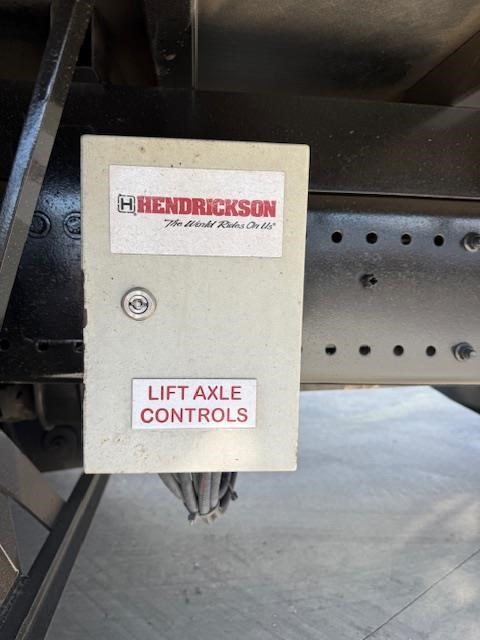 H HENDRICKSON
The World Rides On Us®
LIFT AXLE
CONTROLS